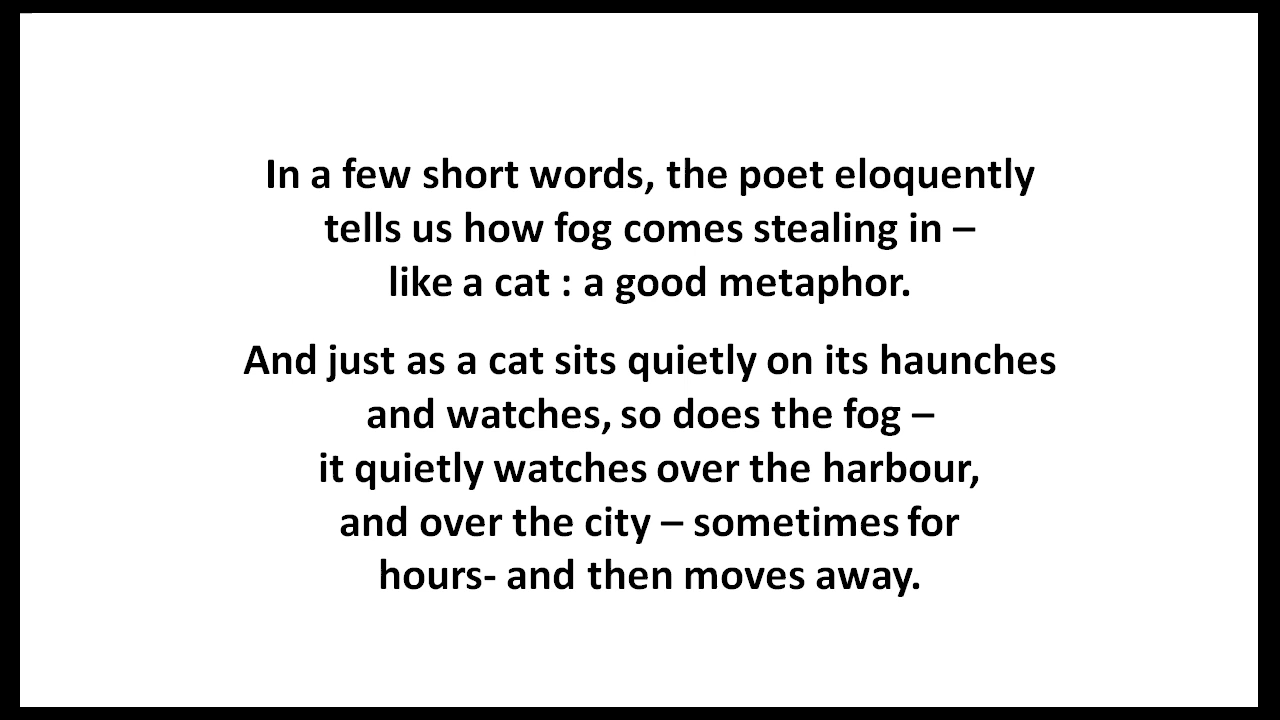 In a few short words, the poet eloquently
tells us how fog comes stealing in –
like a cat : a good metaphor.
And just as a cat sits quietly on its haunches
and watches, so does the fog –
it quietly watches over the harbour,
and over the city – sometimes for
hours- and then moves away.